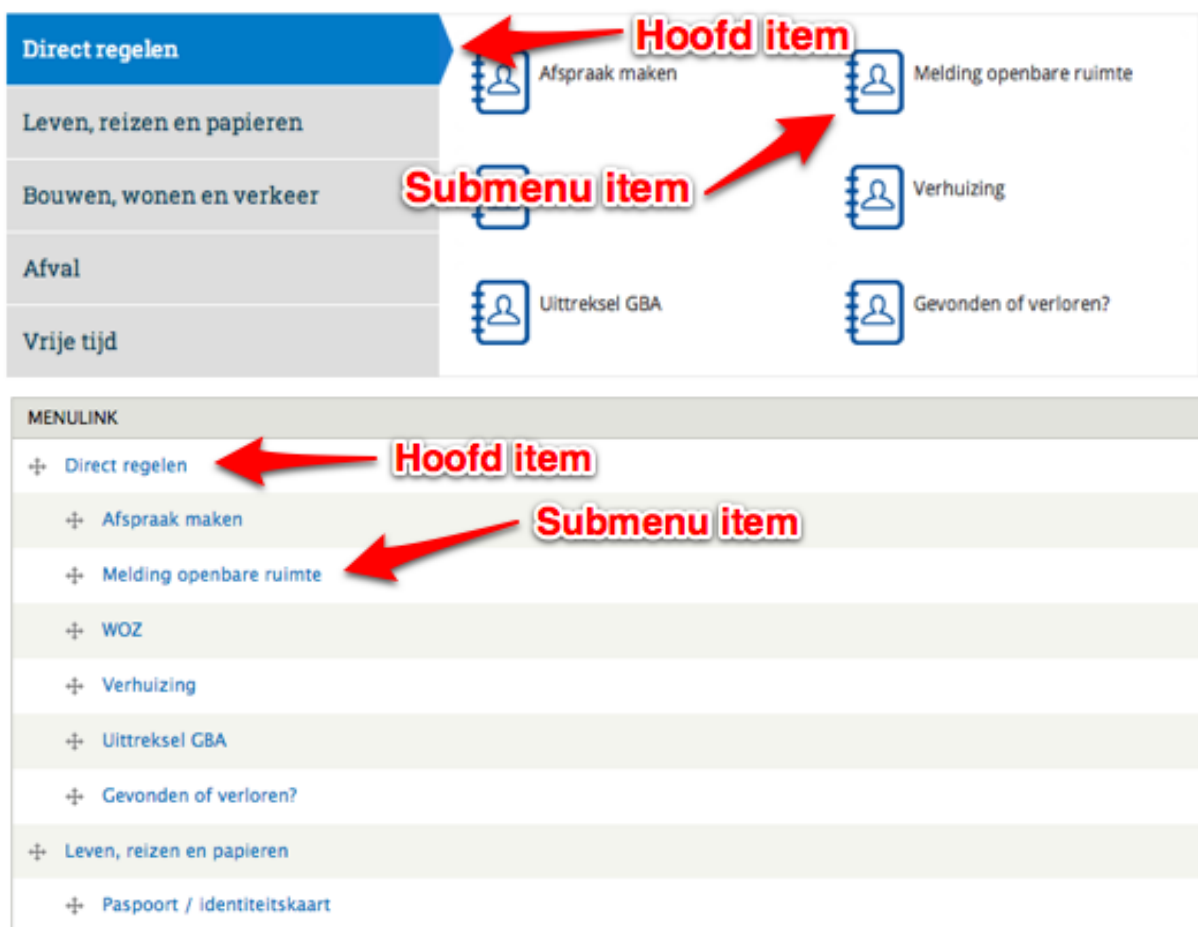 Direct regelen
Hoofd item
Afspraak maken
Melding openbare ruimte
Leven, reizen en papieren
Submenu item
Bouwen, wonen en verkeer
Verhuizing
Afval
Uittreksel GBA
Gevonden of verloren?
Vrije tijd
MENULINK
Direct regelen
Hoofd item
Afspraak maken
Submenu item
Melding openbare ruimte
WOZ
Verhuizing
Uittreksel GBA
Gevonden of verloren?
Leven, reizen en papieren
Paspoort / identiteitskaart